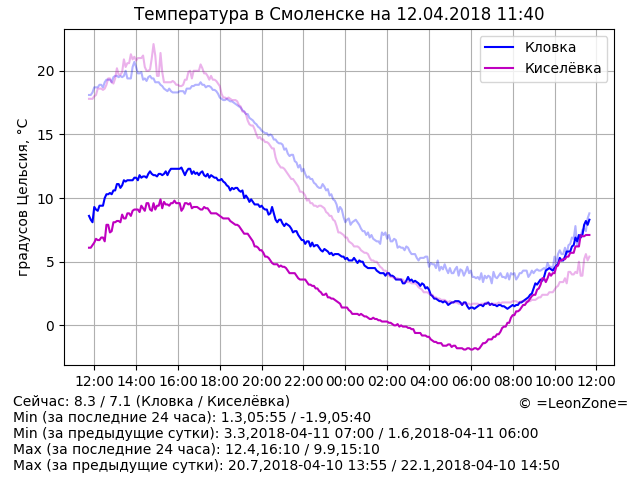 Температура в Смоленске на 12.04.2018 11:40
Кловка
Киселёвка
градусов Цельсия, °C
20
15
10
5
0
12:00 14:00 16:00 18:00 20:00 22:00 00:00 02:00 04:00 06:00 08:00 10:00 12:00
Сейчас: 8.3 / 7.1 (Кловка / Киселёвка)
© =LeonZone=
Min (за последние 24 часа): 1.3,05:55 / -1.9,05:40
Min (за предыдущие сутки): 3.3,2018-04-11 07:00 / 1.6,2018-04-11 06:00
Max (за последние 24 часа): 12.4,16:10 / 9.9,15:10
Max (за предыдущие сутки): 20.7,2018-04-10 13:55 / 22.1,2018-04-10 14:50